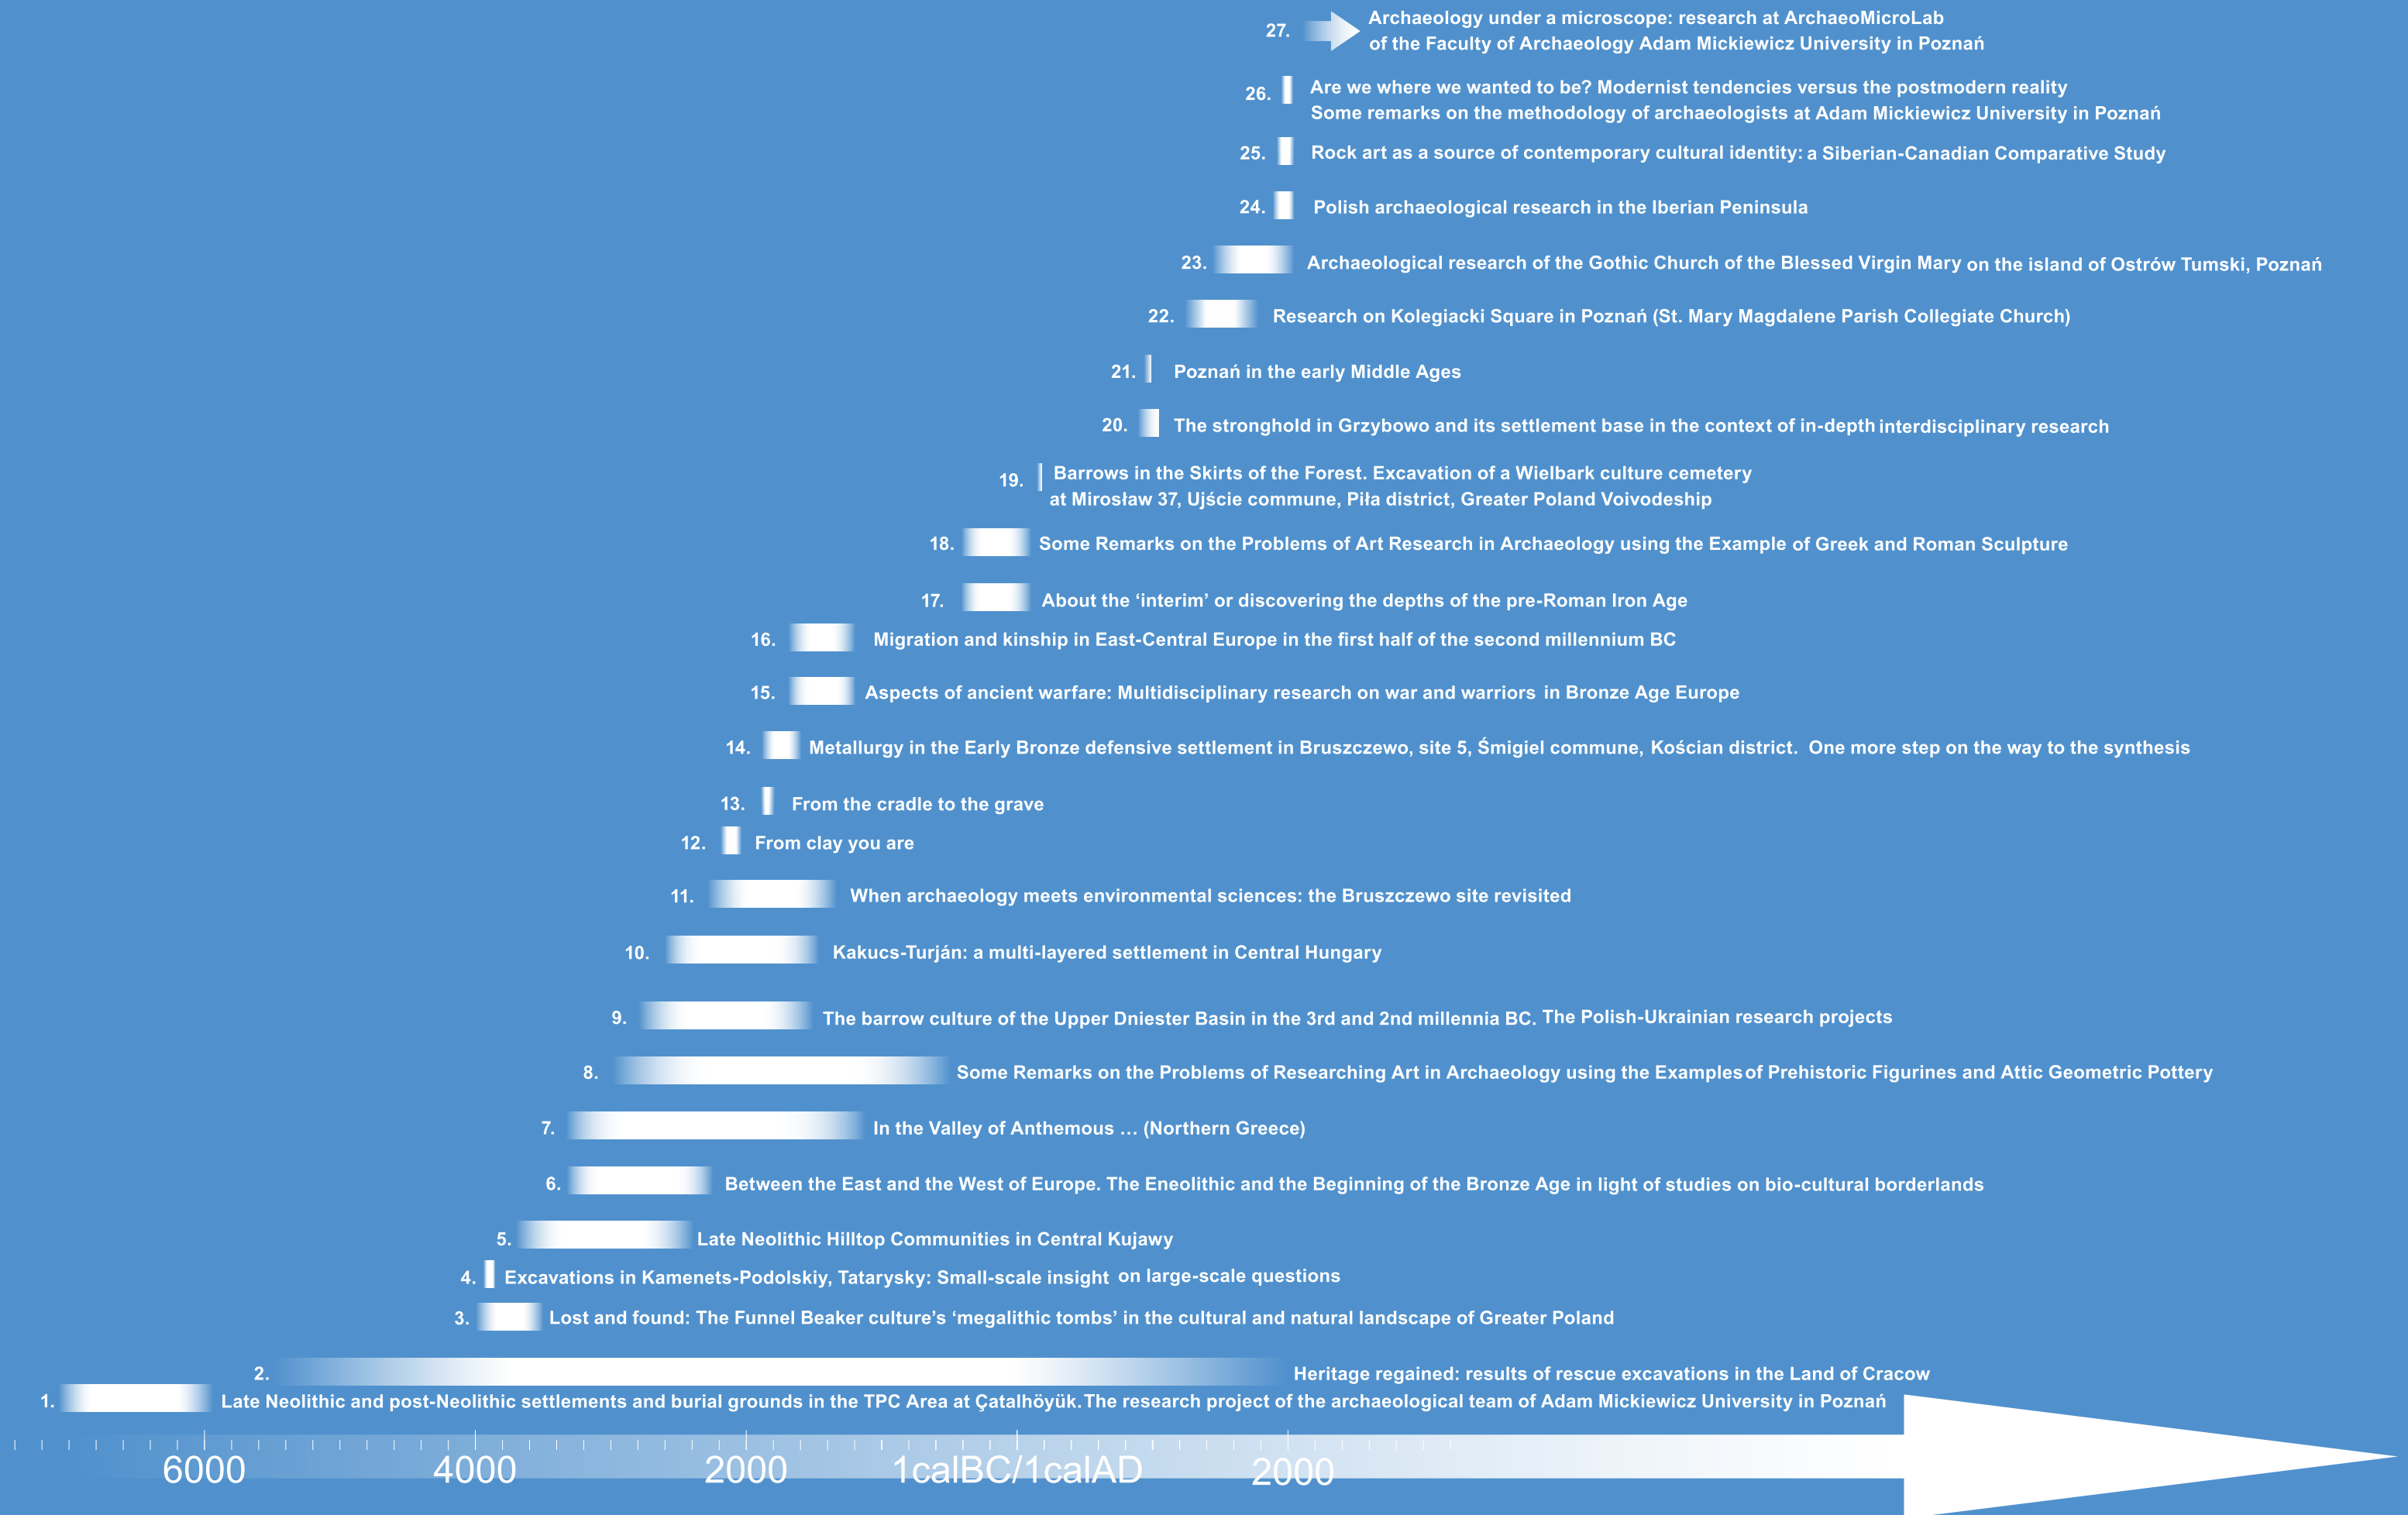 27. Archaeology under a microscope: research at ArchaeoMicroLab
of the Faculty of Archaeology Adam Mickiewicz University in Poznań
26. Are we where we wanted to be? Modernist tendencies versus the postmodern reality
Some remarks on the methodology of archaeologists at Adam Mickiewicz University in Poznań
25. Rock art as a source of contemporary cultural identity: a Siberian-Canadian Comparative Study
24. Polish archaeological research in the Iberian Peninsula
23. Archaeological research of the Gothic Church of the Blessed Virgin Mary on the island of Ostrów Tumski, Poznań
22. Research on Kolegiacki Square in Poznań (St. Mary Magdalene Parish Collegiate Church)
21. Poznań in the early Middle Ages
20. The stronghold in Grzybowo and its settlement base in the context of in-depth interdisciplinary research
19. Barrows in the Skirts of the Forest. Excavation of a Wielbark culture cemetery
at Mirosław 37, Ujście commune, Piła district, Greater Poland Voivodeship
18. Some Remarks on the Problems of Art Research in Archaeology using the Example of Greek and Roman Sculpture
17. About the ‘interim’ or discovering the depths of the pre-Roman Iron Age
16. Migration and kinship in East-Central Europe in the first half of the second millennium BC
15. Aspects of ancient warfare: Multidisciplinary research on war and warriors in Bronze Age Europe
14. Metallurgy in the Early Bronze defensive settlement in Bruszczewo, site 5, Śmigiel commune, Kościan district. One more step on the way to the synthesis
13. From the cradle to the grave
12. From clay you are
11. When archaeology meets environmental sciences: the Bruszczewo site revisited
10. Kakucs-Turján: a multi-layered settlement in Central Hungary
9. The barrow culture of the Upper Dniester Basin in the 3rd and 2nd millennia BC. The Polish-Ukrainian research projects
8. Some Remarks on the Problems of Researching Art in Archaeology using the Examples of Prehistoric Figurines and Attic Geometric Pottery
7. In the Valley of Anthemous … (Northern Greece)
6. Between the East and the West of Europe. The Eneolithic and the Beginning of the Bronze Age in light of studies on bio-cultural borderlands
5. Late Neolithic Hilltop Communities in Central Kujawy
4. Excavations in Kamenets-Podolskiy, Tatarysky: Small-scale insight on large-scale questions
3. Lost and found: The Funnel Beaker culture’s ‘megalithic tombs’ in the cultural and natural landscape of Greater Poland
2. Heritage regained: results of rescue excavations in the Land of Cracow
1. Late Neolithic and post-Neolithic settlements and burial grounds in the TPC Area at Çatalhöyük. The research project of the archaeological team of Adam Mickiewicz University in Poznań
6000 4000 2000 1calBC/1calAD 2000